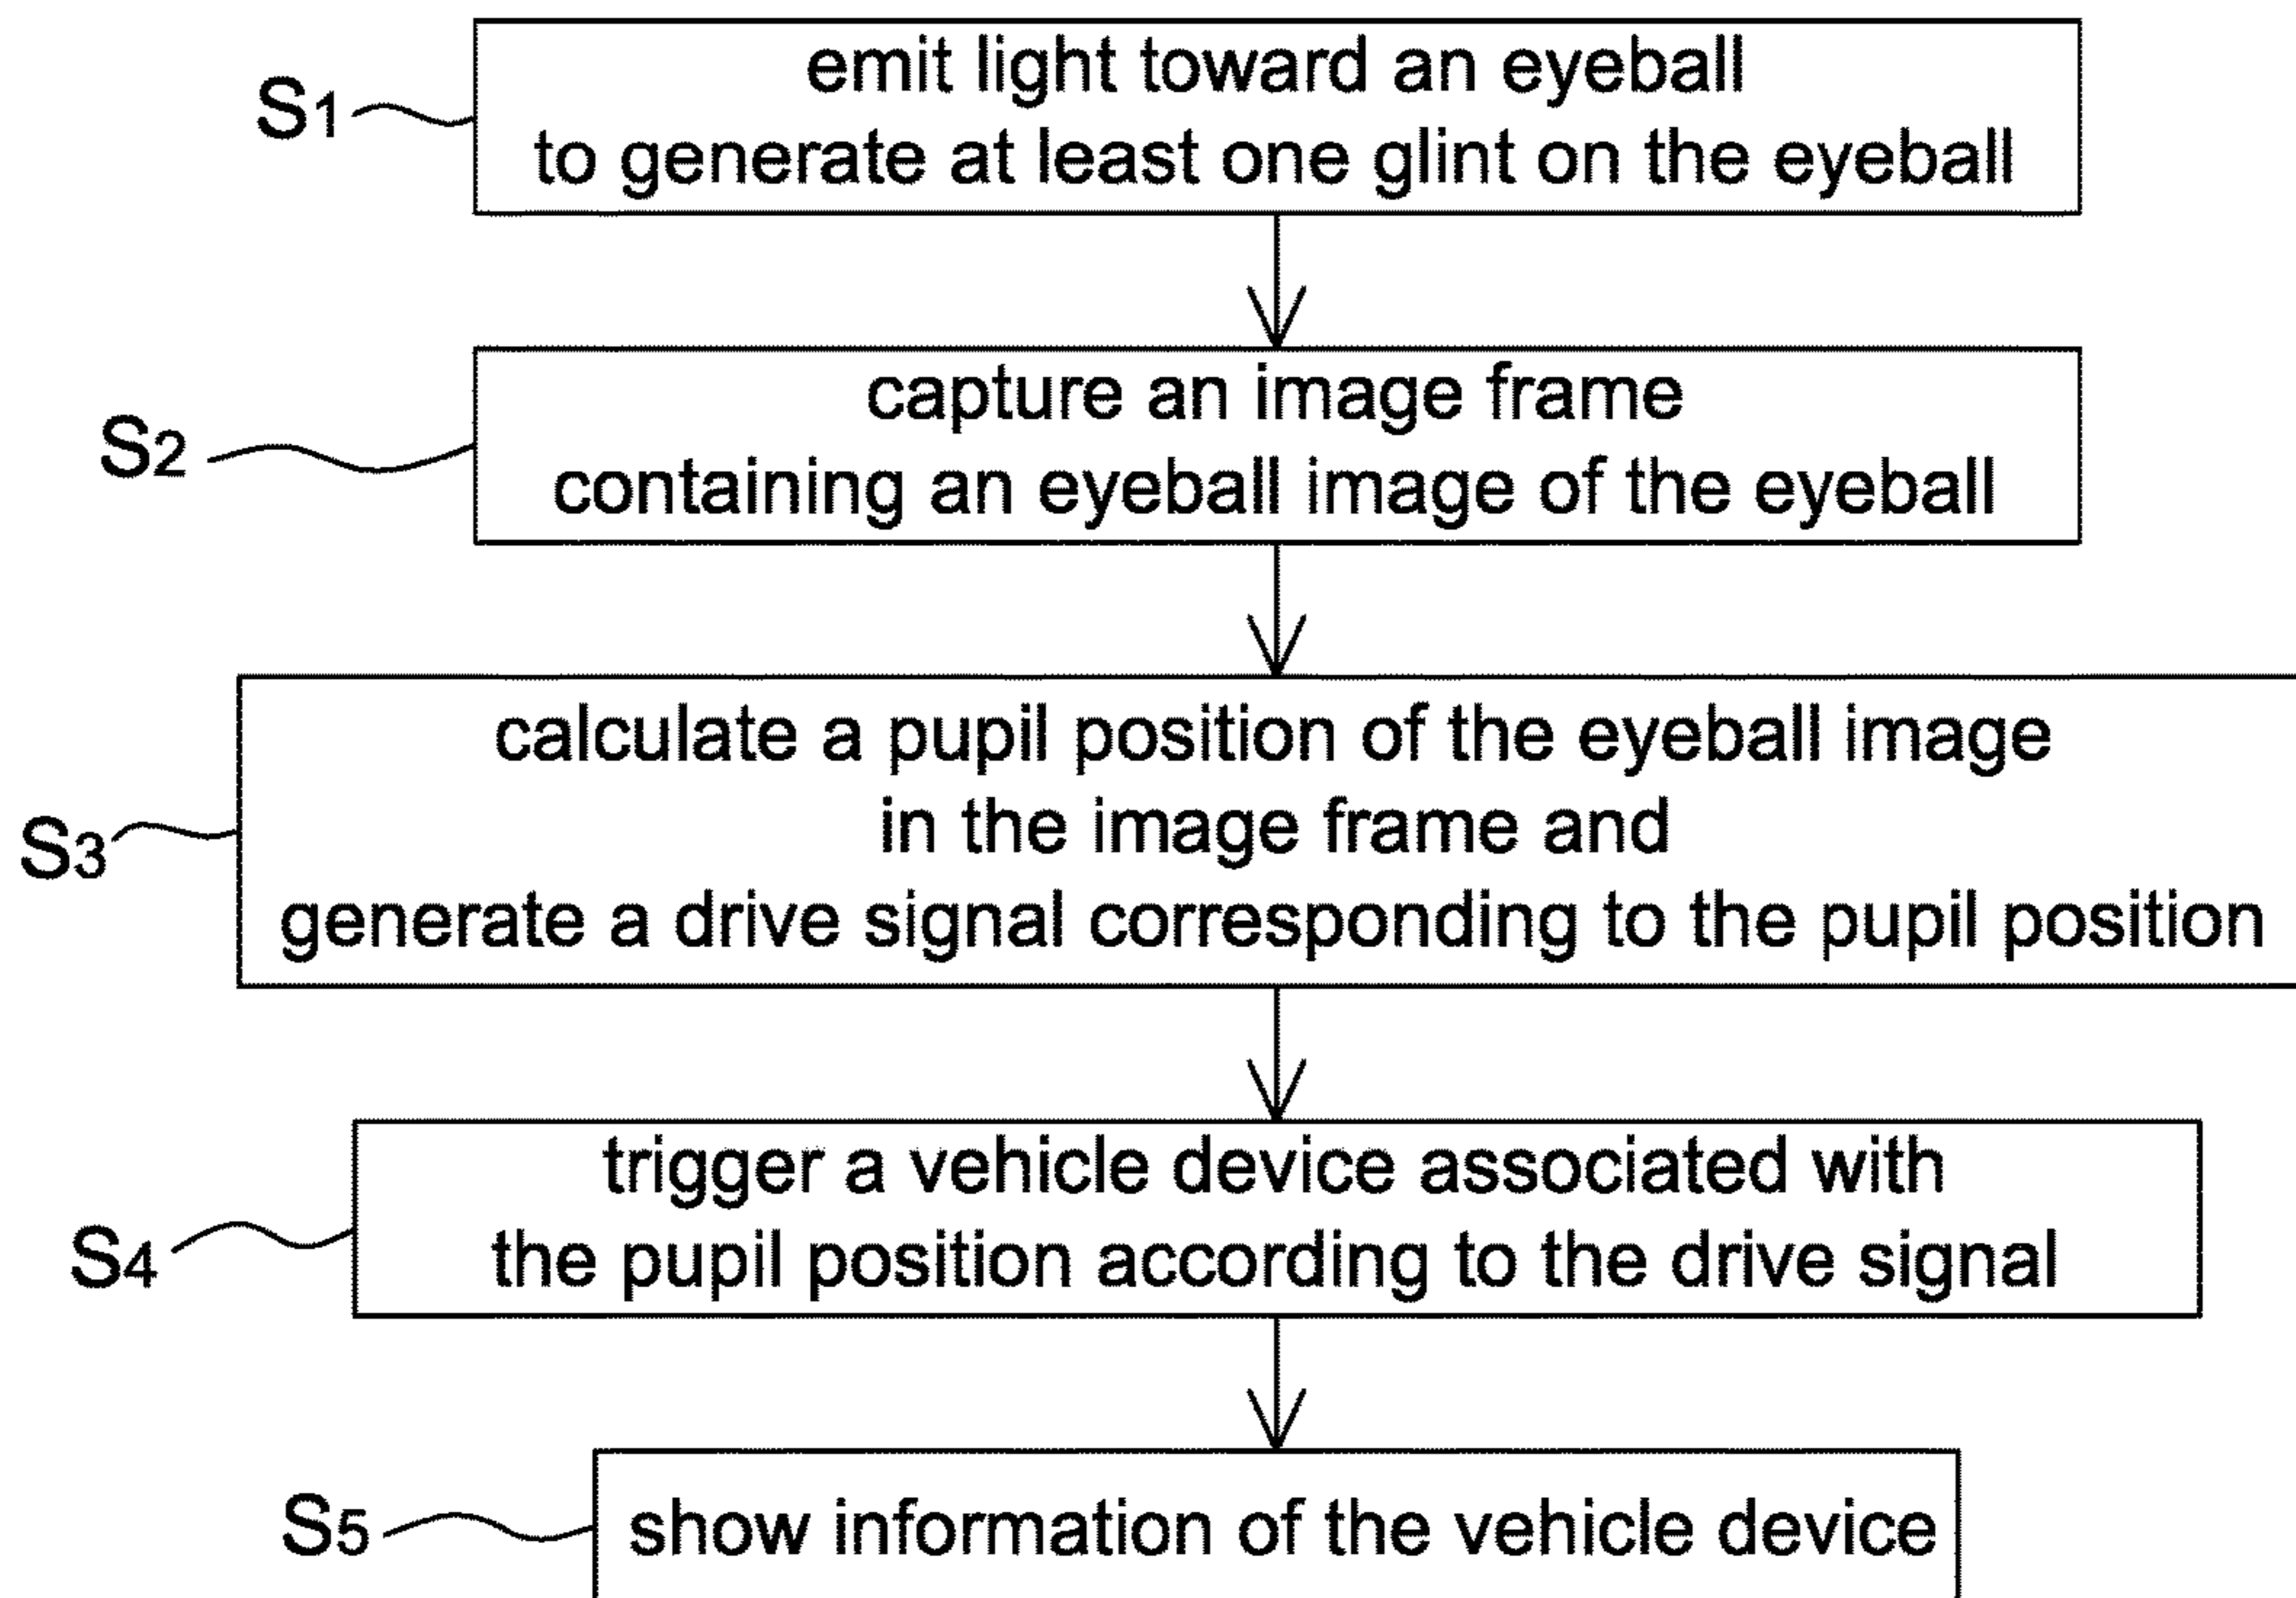 S1
emit light toward an eyeball
to generate at least one glint on the eyeball
S2
capture an image frame
containing an eyeball image of the eyeball
S3
calculate a pupil position of the eyeball image
in the image frame and
generate a drive signal corresponding to the pupil position
S4
trigger a vehicle device associated with
the pupil position according to the drive signal
S5
show information of the vehicle device